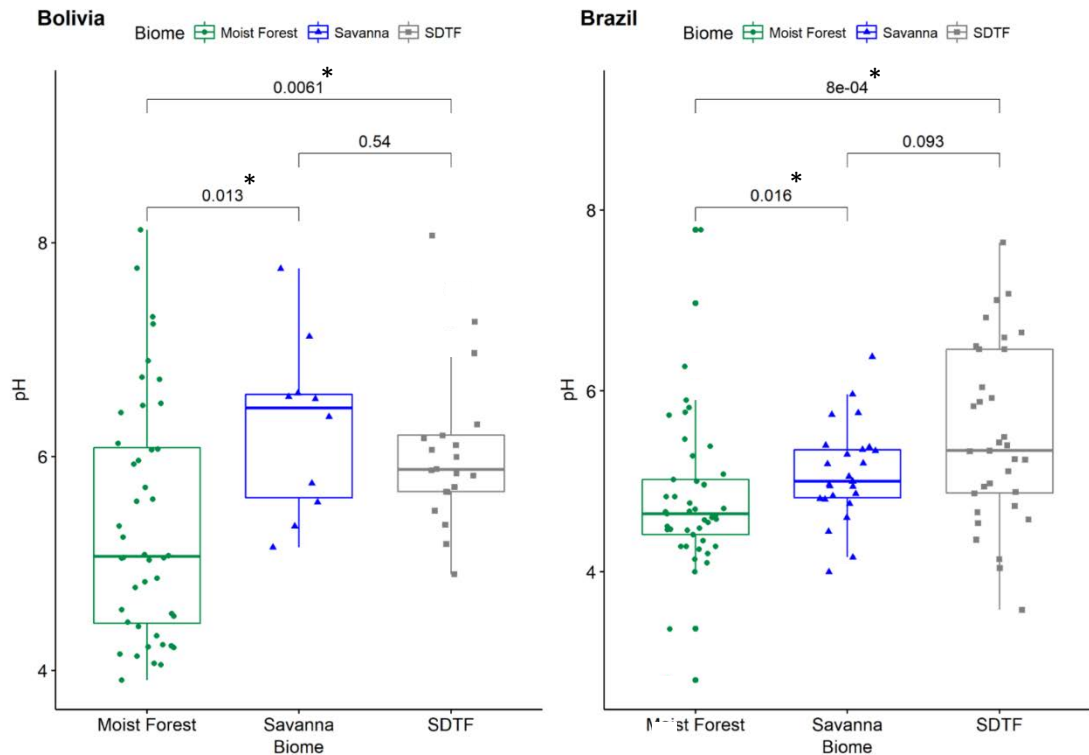 Bolivia
Biome Moist Forest Savanna SDTF
*
0.0061
0.54
*
0.013
8
6
4
pH
Moist Forest Savanna SDTF
Biome
Brazil
Biome Moist Forest Savanna SDTF
*
8e-04
0.093
*
0.016
8
6
4
pH
Forest Savanna SDTF
Biome